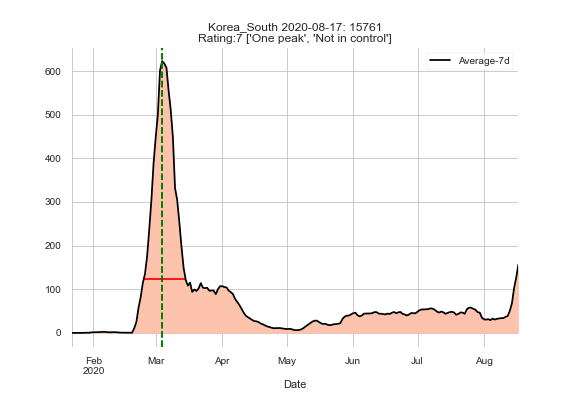 Korea_South 2020-08-17: 15761
Rating:7 ['One peak', 'Not in control']
Average-7d
600
500
400
300
200
100
0
Feb
2020
Mar
Apr
May
Jun
Jul
Aug
Date